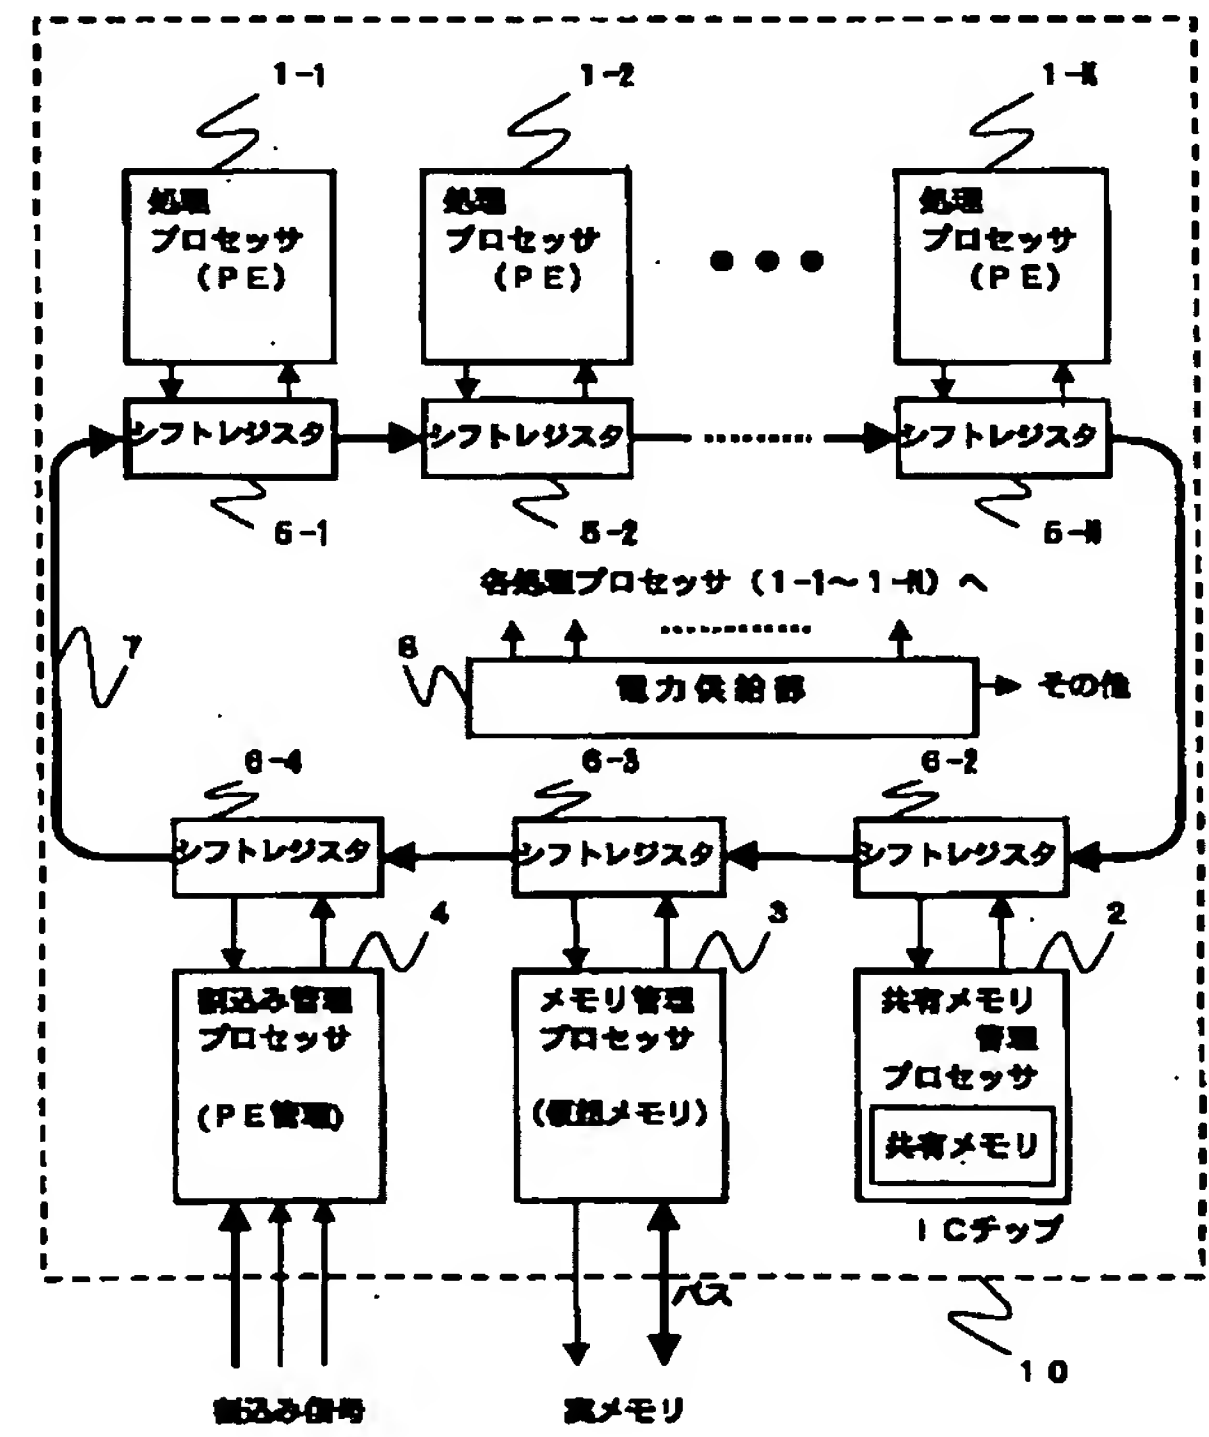 1-1
1-2
1-N
処理
プロセッサ
(PE)
処理
プロセッサ
(PE)
処理
プロセッサ
(PE)
シフトレジスタ
シフトレジスタ
シフトレジスタ
5-1
5-2
5-N
各処理プロセッサ(1-1～1-N)へ
7
電力供給部
その他
6-4
6-3
6-2
シフトレジスタ
シフトレジスタ
シフトレジスタ
4
3
2
割込み管理
プロセッサ
(PE管理)
メモリ管理
プロセッサ
(仮想メモリ)
共有メモリ
管理
プロセッサ
共有メモリ
ICチップ
バス
10
割込み信号
実メモリ